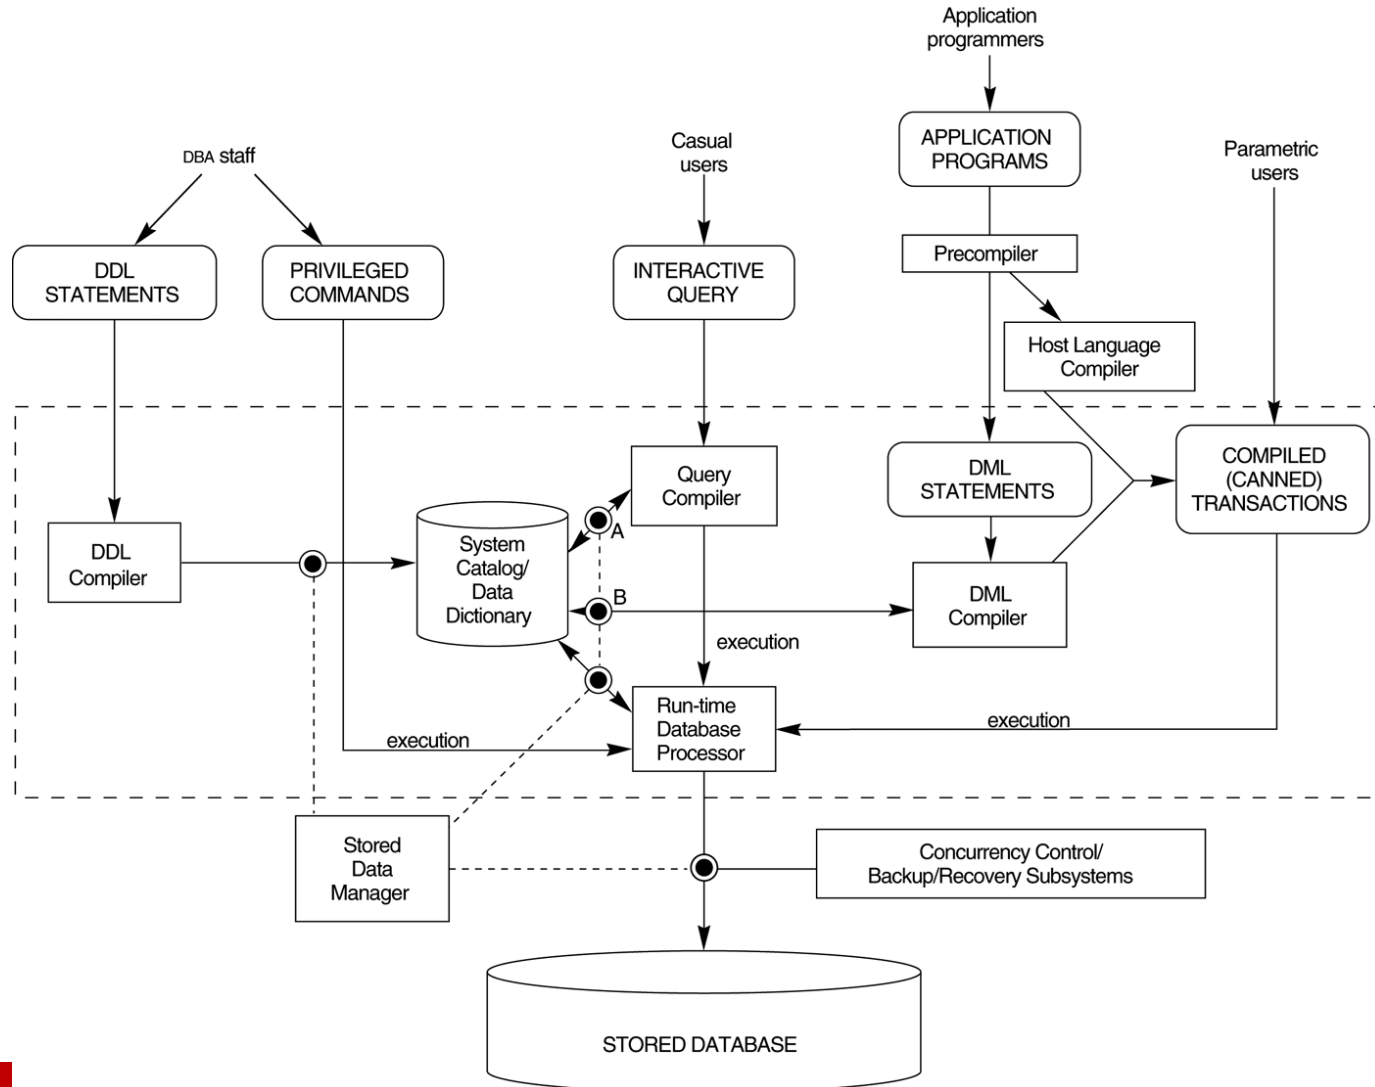 Application
programmers
APPLICATION
PROGRAMS
Casual
users
Parametric
users
DBA staff
Precompiler
DDL
STATEMENTS
PRIVILEGED
COMMANDS
INTERACTIVE
QUERY
Host Language
Compiler
Query
Compiler
DML
STATEMENTS
COMPILED
(CANNED)
TRANSACTIONS
DDL
Compiler
System
Catalog/
Data
Dictionary
A
B
DML
Compiler
execution
Run-time
Database
Processor
execution
execution
Stored
Data
Manager
Concurrency Control/
Backup/Recovery Subsystems
STORED DATABASE